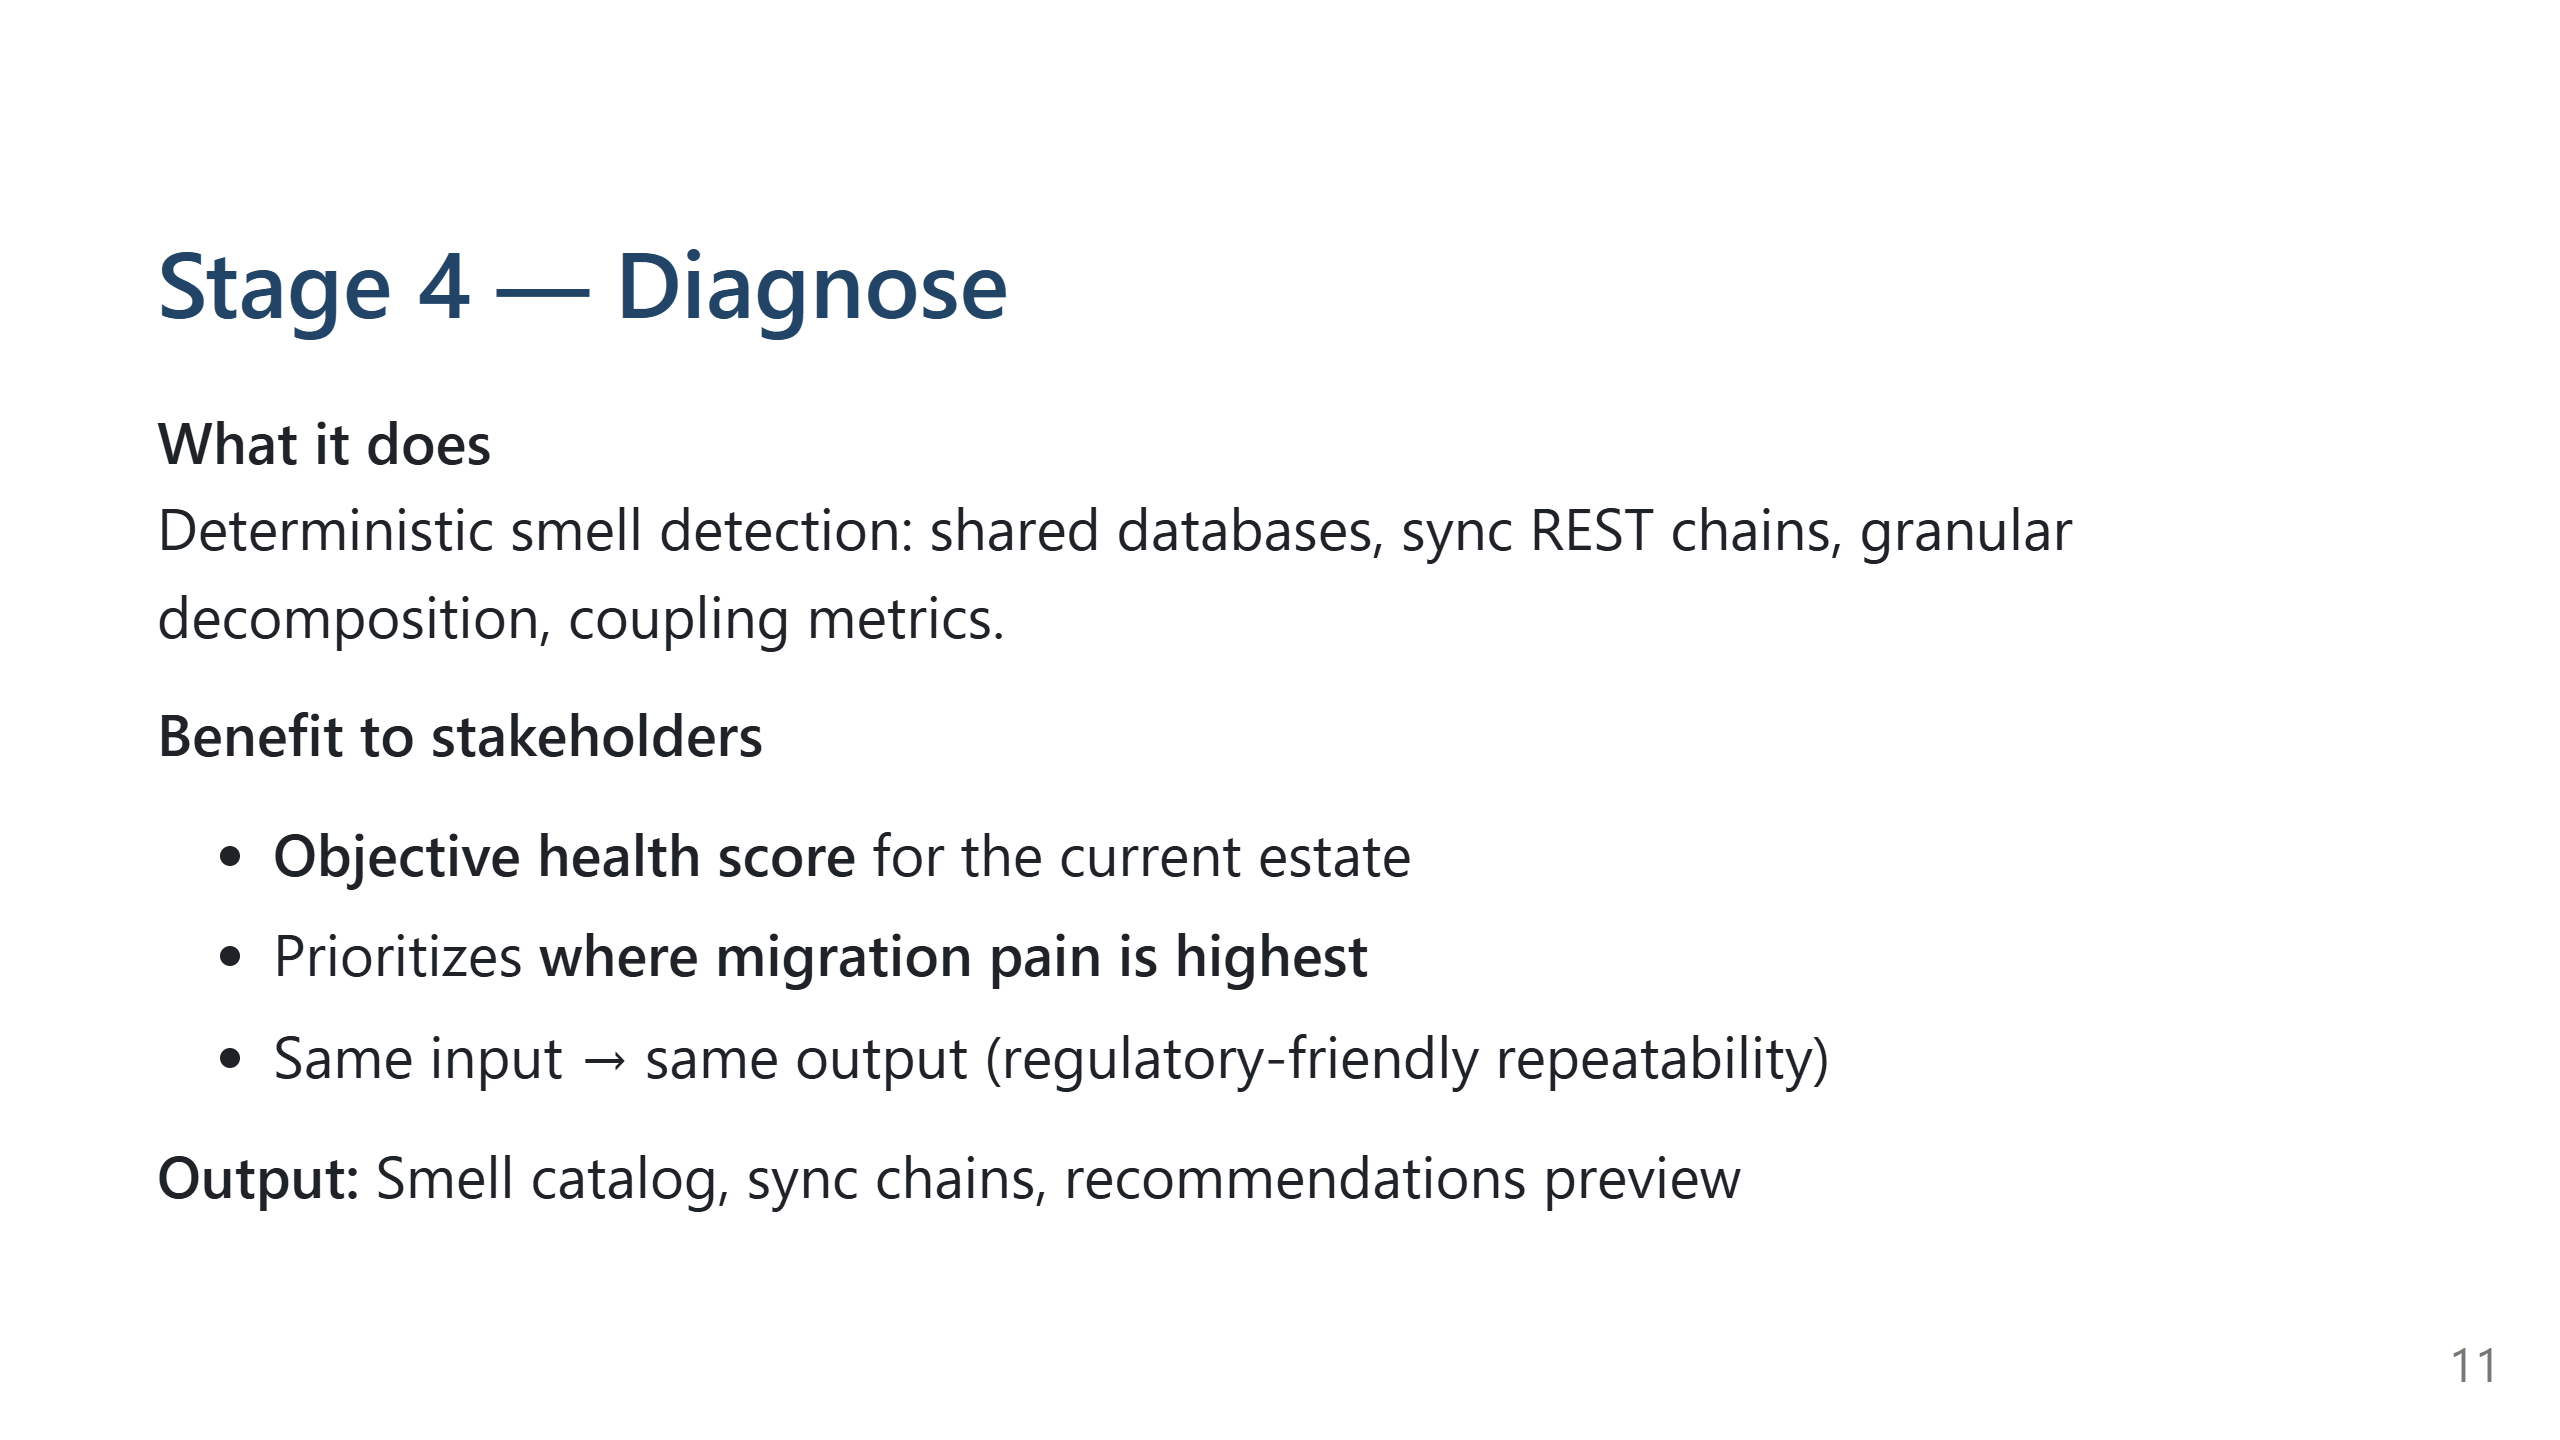 Stage 4 — Diagnose
What it does
Deterministic smell detection: shared databases, sync REST chains, granular
decomposition, coupling metrics.
Benefit to stakeholders
• Objective health score for the current estate
• Prioritizes where migration pain is highest
• Same input → same output (regulatory-friendly repeatability)
Output: Smell catalog, sync chains, recommendations preview
11